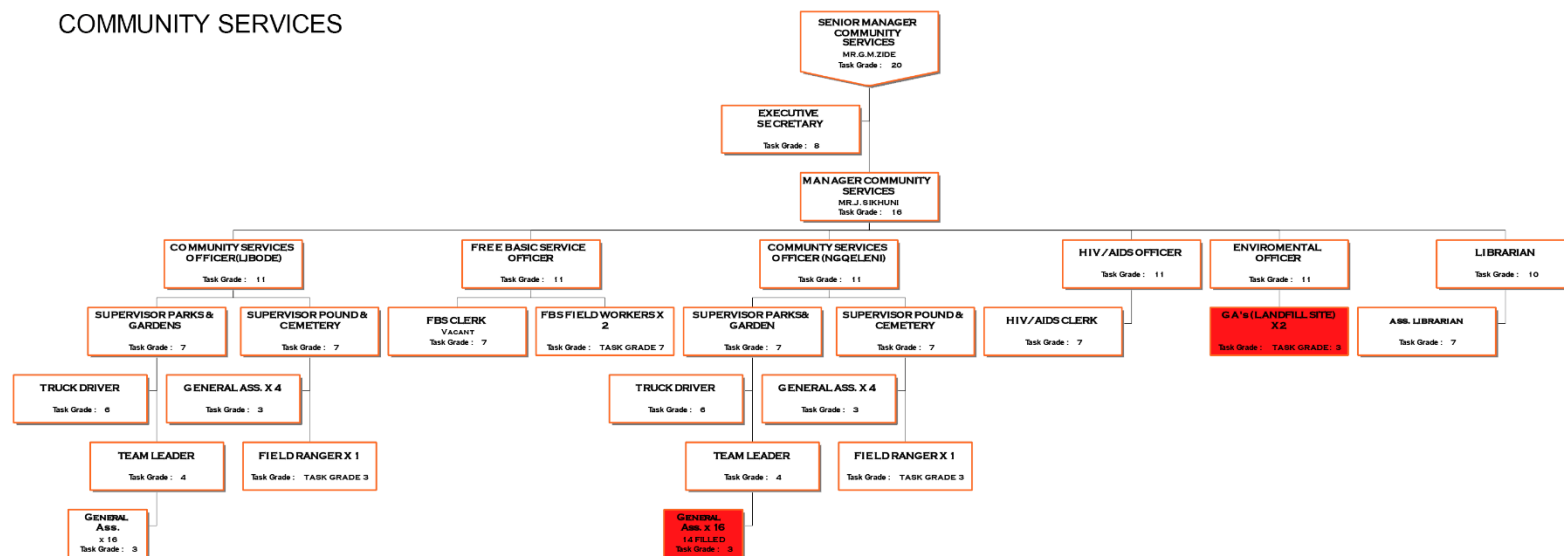 COMMUNITY SERVICES
SENIOR MANAGER
COMMUNITY
SERVICES
MR.G.M.ZIDE
Task Grade : 20
EXECUTIVE
SECRETARY
Task Grade : 8
MANAGER COMMUNITY
SERVICES
MR.J.SIKHUNI
Task Grade : 16
COMMUNITY SERVICES
OFFICER(LIBODE)
Task Grade : 11
FREE BASIC SERVICE
OFFICER
Task Grade : 11
COMMUNTY SERVICES
OFFICER (NGQELENI)
Task Grade : 11
HIV/AIDS OFFICER
Task Grade : 11
ENVIROMENTAL
OFFICER
Task Grade : 11
LIBRARIAN
Task Grade : 10
SUPERVISOR PARKS &
GARDENS
Task Grade : 7
SUPERVISOR POUND &
CEMETERY
Task Grade : 7
FBS CLERK
VACANT
Task Grade : 7
FBS FIELD WORKERS X
2
Task Grade : TASK GRADE 7
SUPERVISOR PARKS&
GARDEN
Task Grade : 7
SUPERVISOR POUND &
CEMETERY
Task Grade : 7
HIV/AIDS CLERK
Task Grade : 7
GA's (LANDFILL SITE)
X2
Task Grade : TASK GRADE: 3
ASS. LIBRARIAN
Task Grade : 7
TRUCK DRIVER
Task Grade : 6
GENERAL ASS. X 4
Task Grade : 3
TRUCK DRIVER
Task Grade : 6
GENERAL ASS. X 4
Task Grade : 3
TEAM LEADER
Task Grade : 4
FIELD RANGER X 1
Task Grade : TASK GRADE 3
TEAM LEADER
Task Grade : 4
FIELD RANGER X 1
Task Grade : TASK GRADE 3
GENERAL
ASS.
X 16
Task Grade : 3
GENERAL
ASS. X 16
14 FILLED
Task Grade : 3